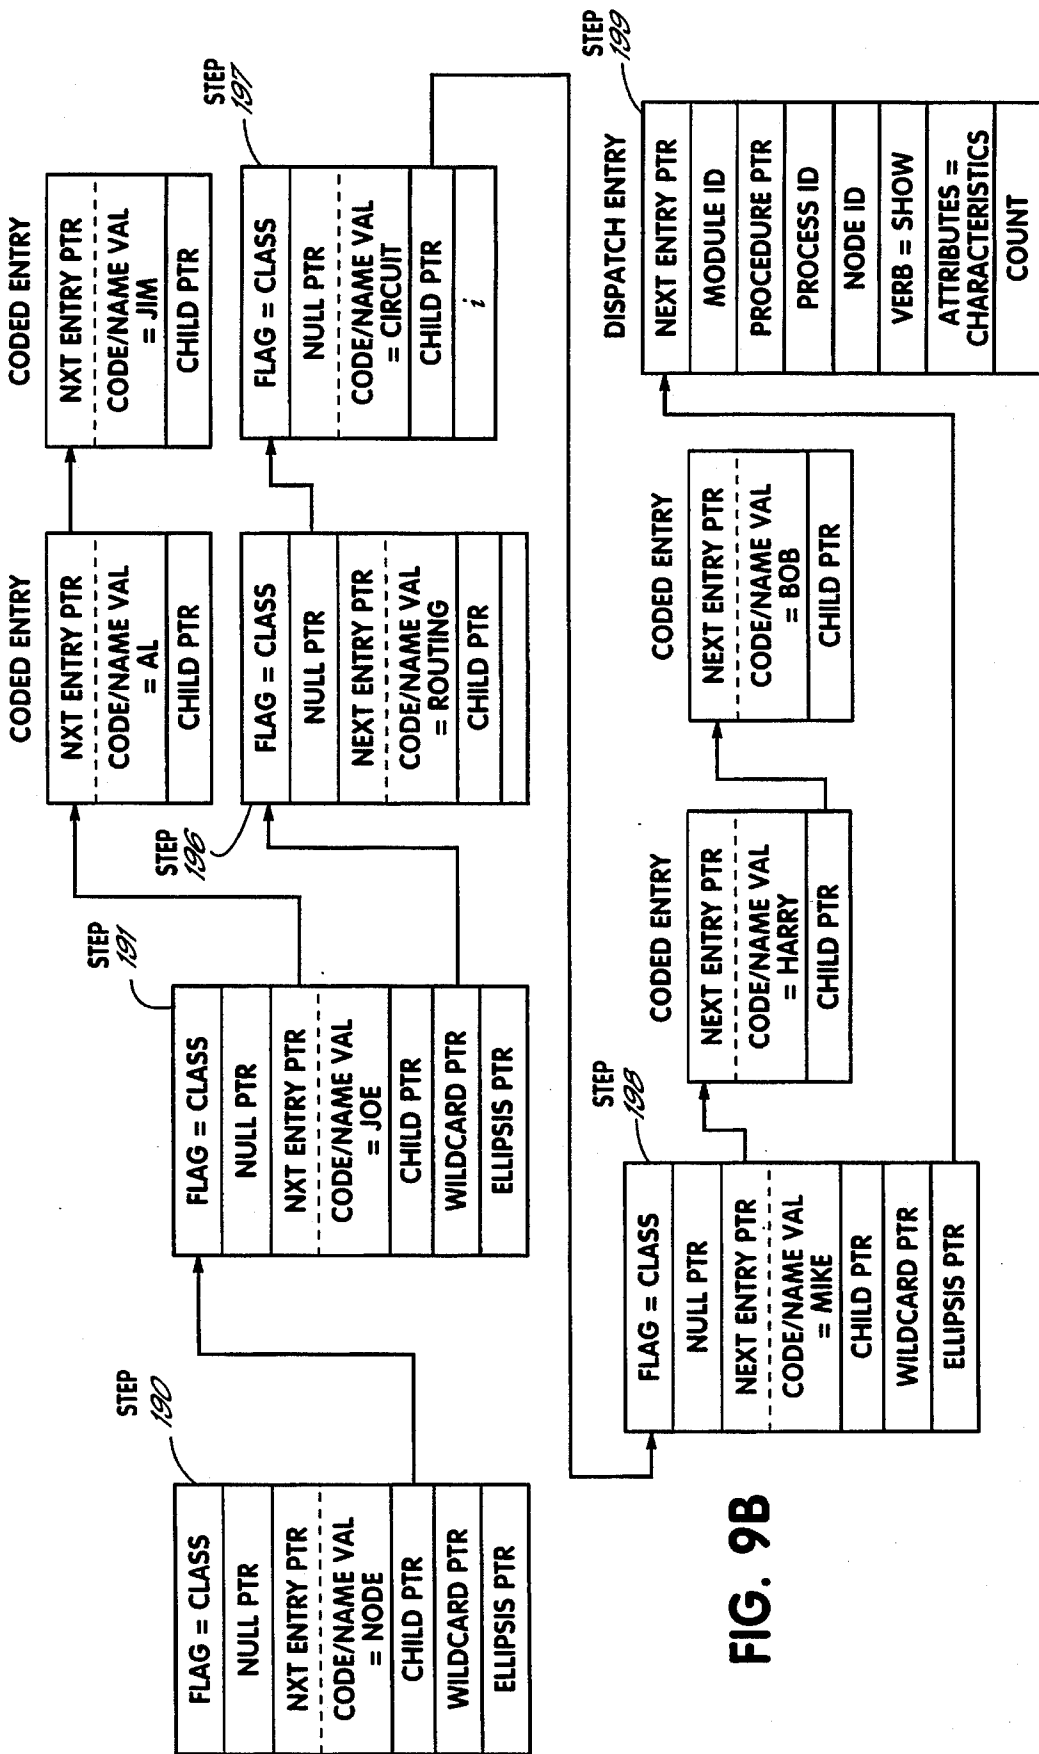 STEP
190
FLAG = CLASS
NULL PTR
NXT ENTRY PTR
CODE/NAME VAL
= NODE
CHILD PTR
WILDCARD PTR
ELLIPSIS PTR
STEP
191
FLAG = CLASS
NULL PTR
NXT ENTRY PTR
CODE/NAME VAL
= JOE
CHILD PTR
WILDCARD PTR
ELLIPSIS PTR
CODED ENTRY
NXT ENTRY PTR
CODE/NAME VAL
= AL
CHILD PTR
CODED ENTRY
NXT ENTRY PTR
CODE/NAME VAL
= JIM
CHILD PTR
STEP
196
FLAG = CLASS
NULL PTR
NEXT ENTRY PTR
CODE/NAME VAL
= ROUTING
CHILD PTR
STEP
197
FLAG = CLASS
NULL PTR
CODE/NAME VAL
= CIRCUIT
CHILD PTR
i
STEP
198
FLAG = CLASS
NULL PTR
NEXT ENTRY PTR
CODE/NAME VAL
= MIKE
CHILD PTR
WILDCARD PTR
ELLIPSIS PTR
CODED ENTRY
NEXT ENTRY PTR
CODE/NAME VAL
= HARRY
CHILD PTR
CODED ENTRY
NEXT ENTRY PTR
CODE/NAME VAL
= BOB
CHILD PTR
STEP
199
DISPATCH ENTRY
NEXT ENTRY PTR
MODULE ID
PROCEDURE PTR
PROCESS ID
NODE ID
VERB = SHOW
ATTRIBUTES =
CHARACTERISTICS
COUNT
FIG. 9B